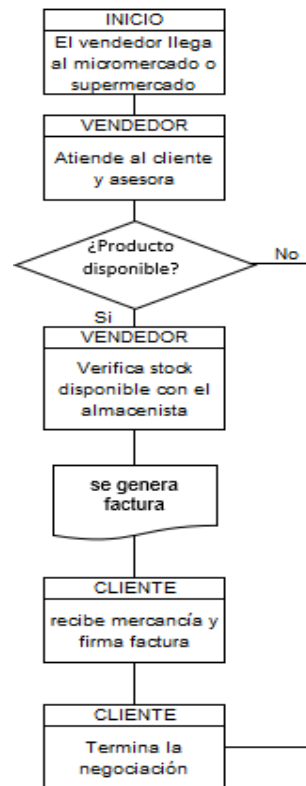 INICIO
El vendedor llega
al micromercado o
supermercado
VENDEDOR
Atiende al cliente
y asesora
¿Producto
disponible?
No
Si
VENDEDOR
Verifica stock
disponible con el
almacenista
se genera
factura
CLIENTE
recibe mercancía y
firma factura
CLIENTE
Termina la
negociación